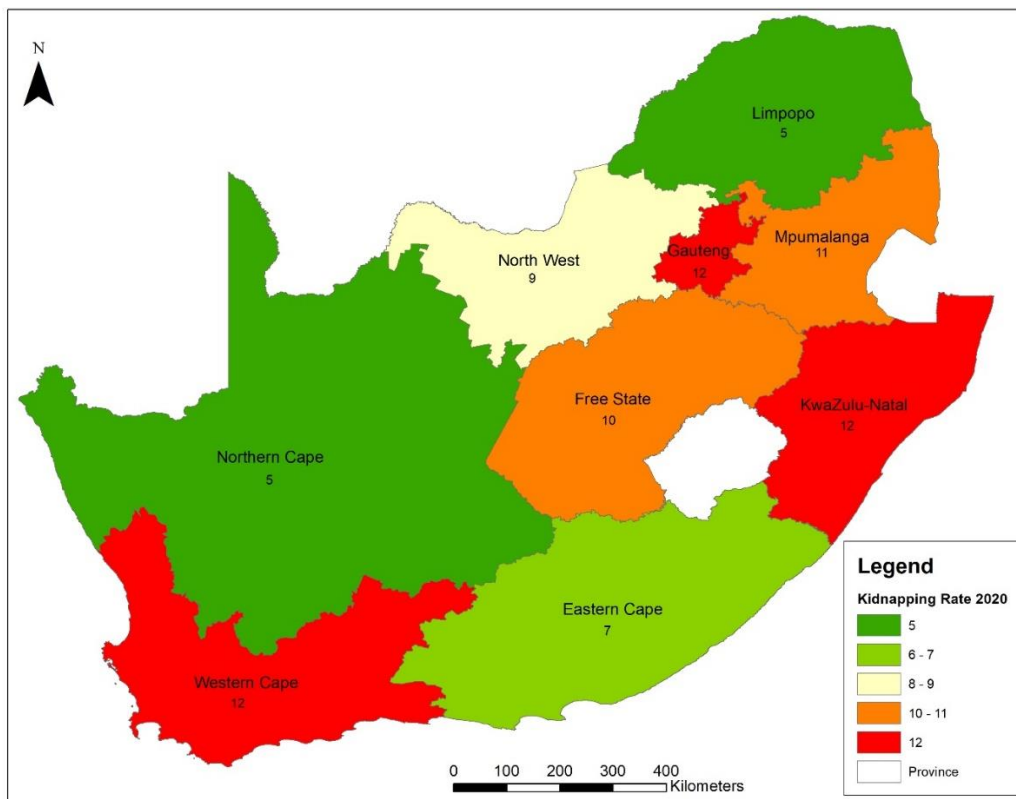 N
Limpopo
5
Mpumalanga
11
Gauteng
12
North West
9
Free State
10
KwaZulu-Natal
12
Northern Cape
5
Eastern Cape
7
Western Cape
12
Legend
Kidnapping Rate 2020
5
6 - 7
8 - 9
10 - 11
12
Province
0 100 200 300 400
Kilometers